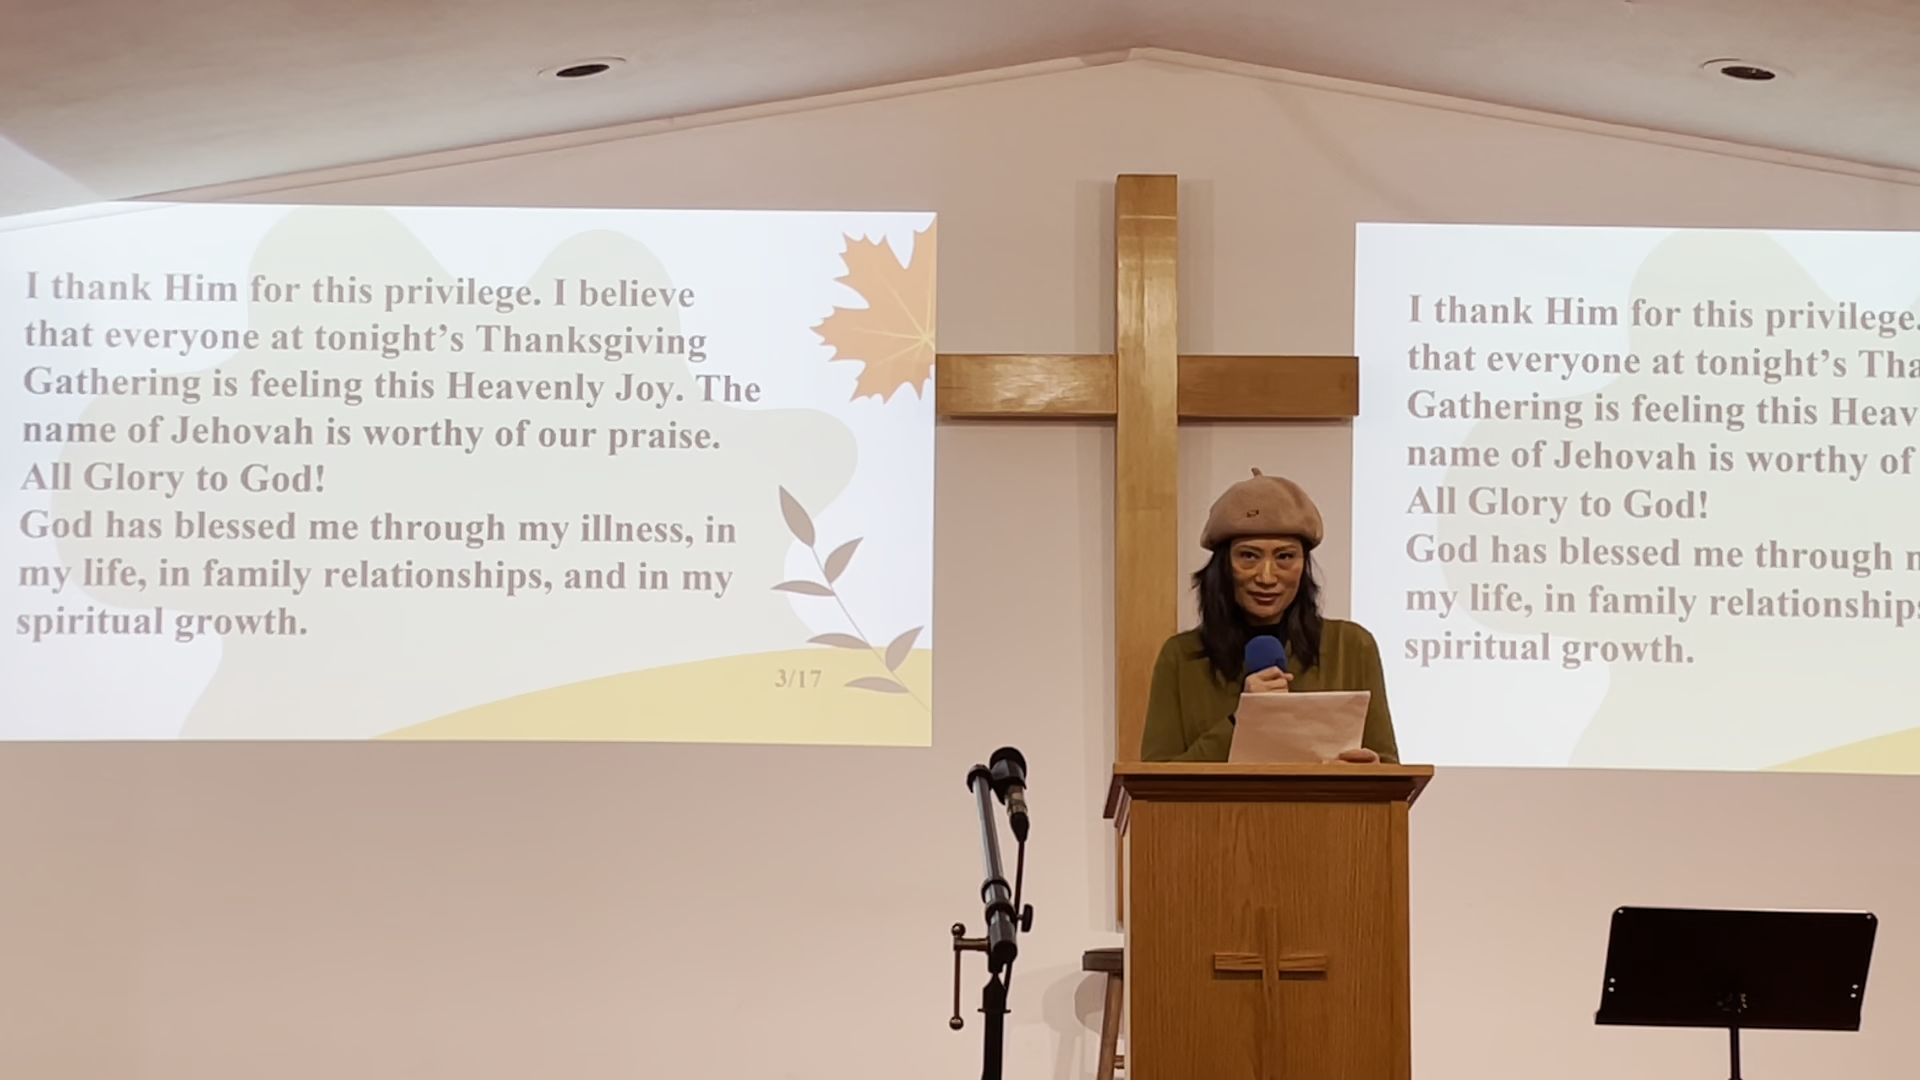 I thank Him for this privilege. I believe
that everyone at tonight’s Thanksgiving
Gathering is feeling this Heavenly Joy. The
name of Jehovah is worthy of our praise.
All Glory to God!
God has blessed me through my illness, in
my life, in family relationships, and in my
spiritual growth.
3/17
I thank Him for this privilege.
that everyone at tonight’s Tha
Gathering is feeling this Heav
name of Jehovah is worthy of
All Glory to God!
God has blessed me through m
my life, in family relationships
spiritual growth.